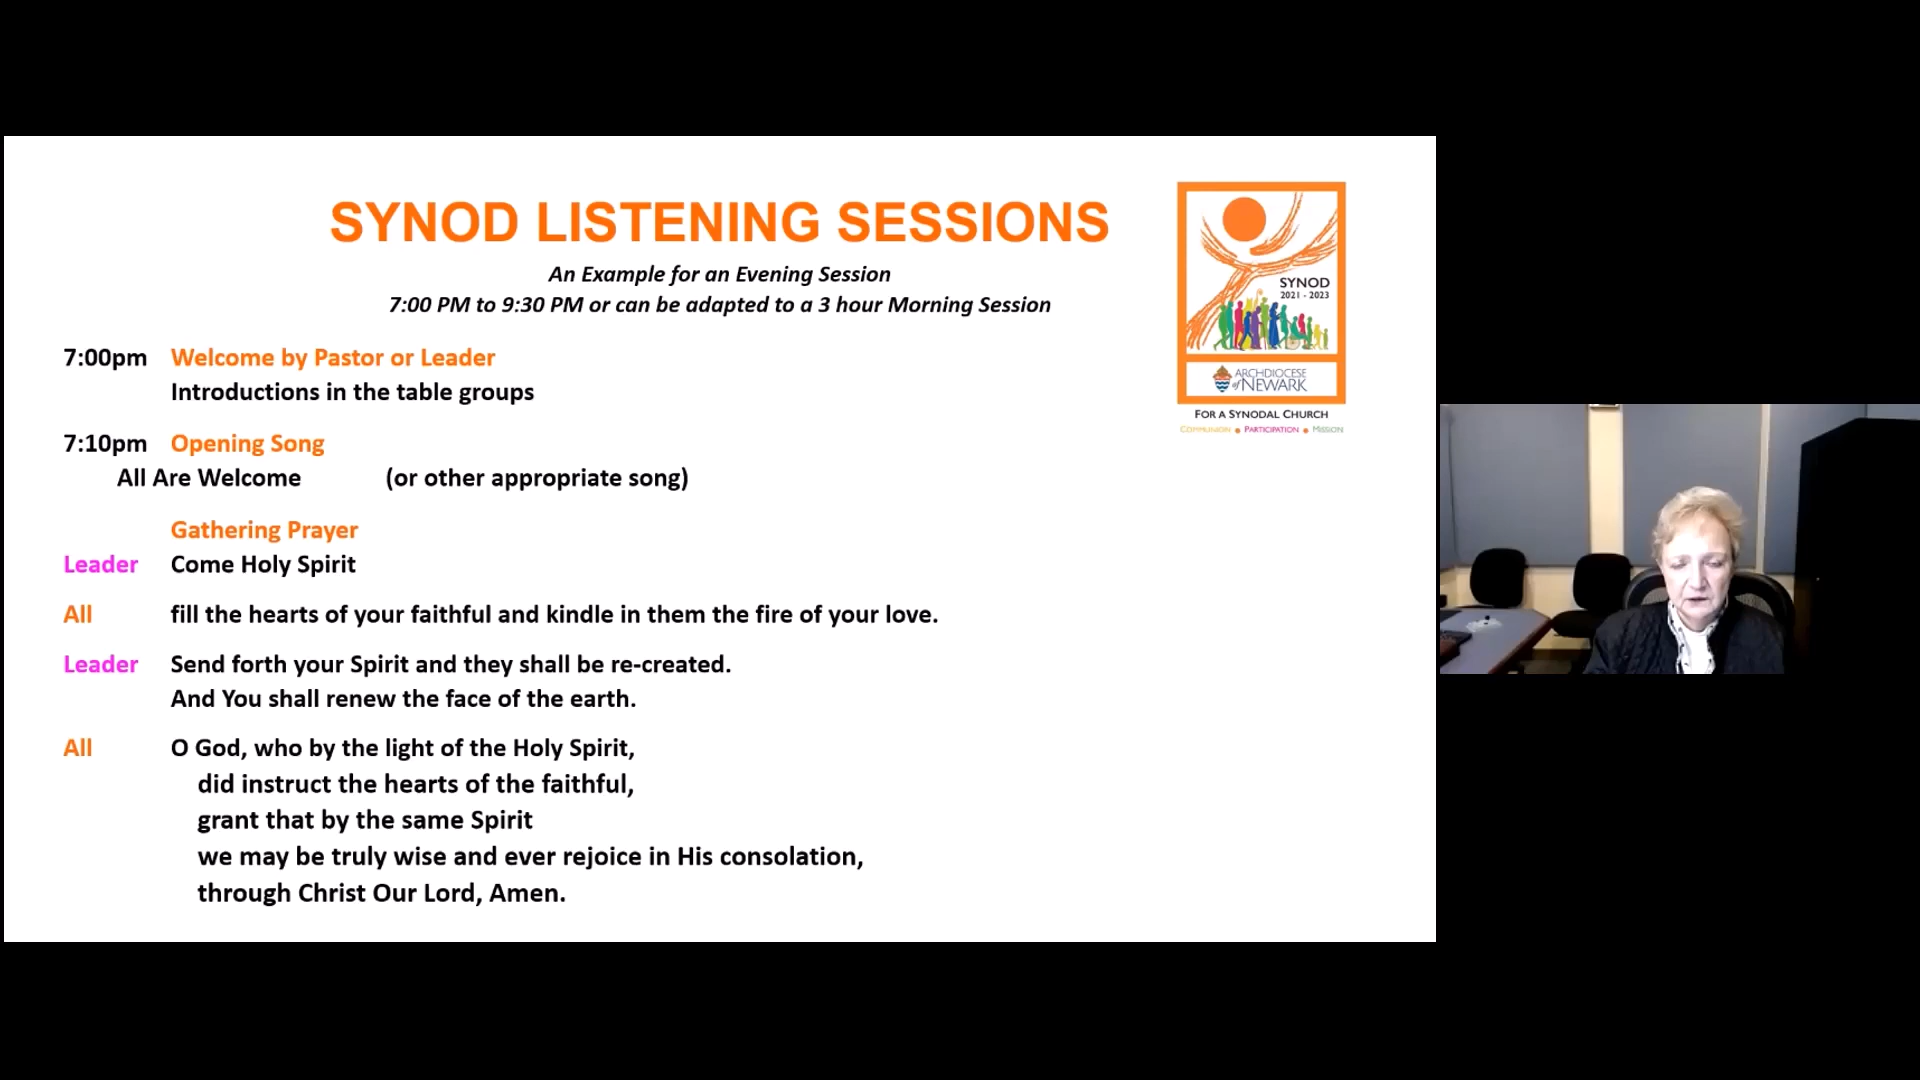 SYNOD LISTENING SESSIONS
An Example for an Evening Session
7:00 PM to 9:30 PM or can be adapted to a 3 hour Morning Session
SYNOD
2021 - 2023
ARCHDIOCESE
of NEWARK
FOR A SYNODAL CHURCH
COMMUNION ● PARTICIPATION ● MISSION
7:00pm Welcome by Pastor or Leader
Introductions in the table groups
7:10pm Opening Song
All Are Welcome (or other appropriate song)
Gathering Prayer
Leader Come Holy Spirit
All fill the hearts of your faithful and kindle in them the fire of your love.
Leader Send forth your Spirit and they shall be re-created.
And You shall renew the face of the earth.
All O God, who by the light of the Holy Spirit,
did instruct the hearts of the faithful,
grant that by the same Spirit
we may be truly wise and ever rejoice in His consolation,
through Christ Our Lord, Amen.